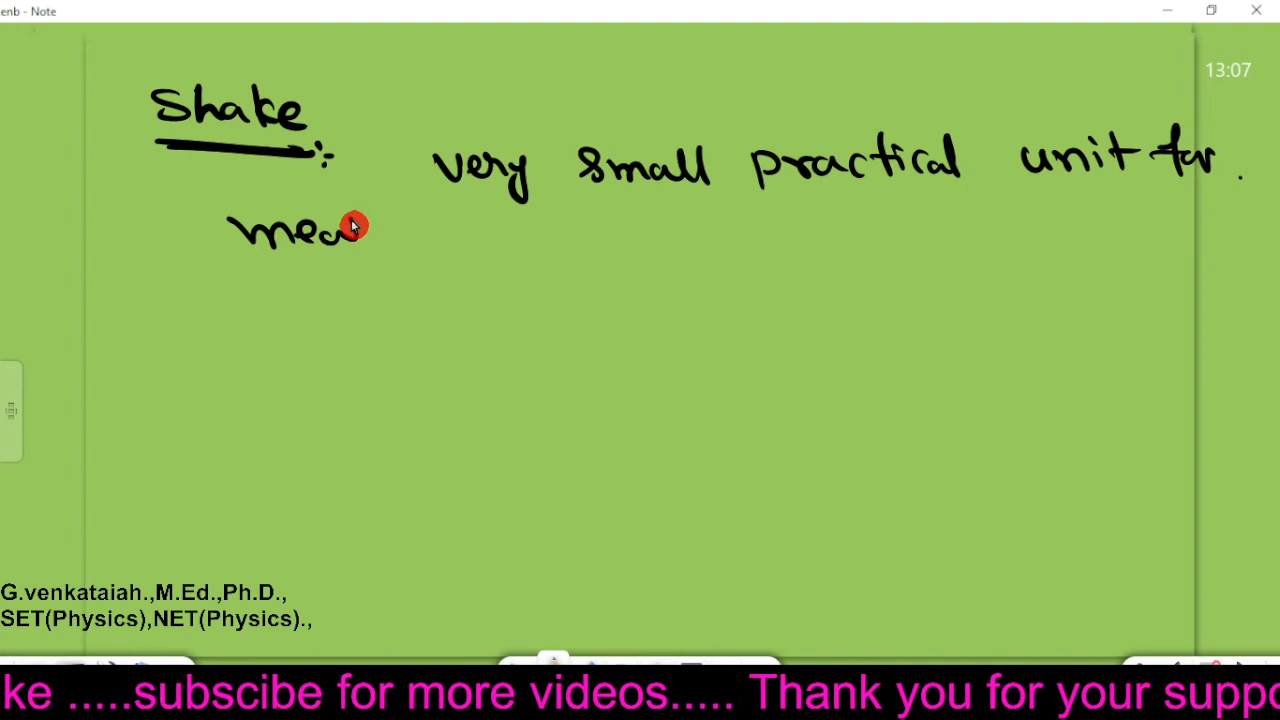 enb - Note
13:07
Shake :
very small practical unit for .
mea
G.venkataiah.,M.Ed.,Ph.D.,
SET(Physics),NET(Physics).,
ke .....subscibe for more videos..... Thank you for your suppo